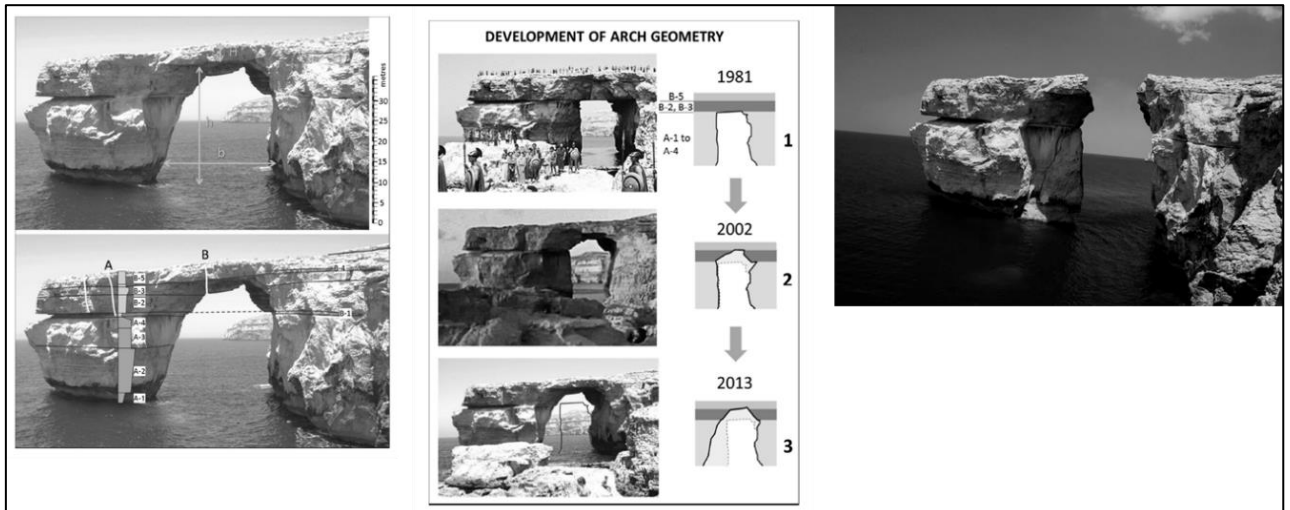 metres
30
25
20
15
10
5
0
h
b
A
B
A-5
B-3
B-2
B-1
A-4
A-3
A-2
A-1
DEVELOPMENT OF ARCH GEOMETRY
1981
B-5
B-2, B-3
A-1 to
A-4
1
2002
2
2013
3